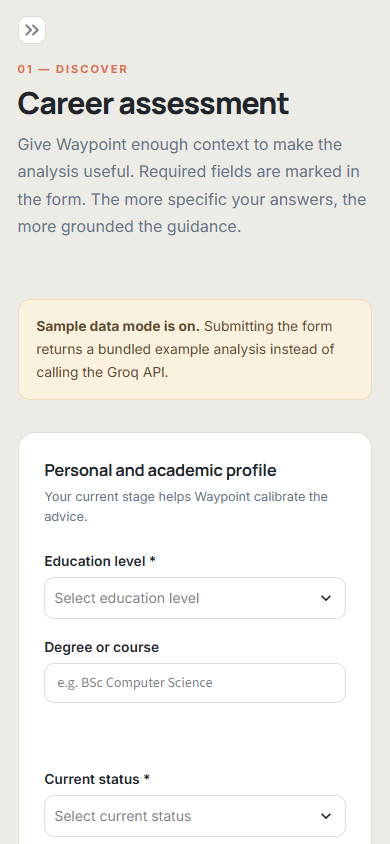 01 — DISCOVER
Career assessment
Give Waypoint enough context to make the
analysis useful. Required fields are marked in
the form. The more specific your answers, the
more grounded the guidance.
Sample data mode is on. Submitting the form
returns a bundled example analysis instead of
calling the Groq API.
Personal and academic profile
Your current stage helps Waypoint calibrate the
advice.
Education level *
Select education level
Degree or course
e.g. BSc Computer Science
Current status *
Select current status